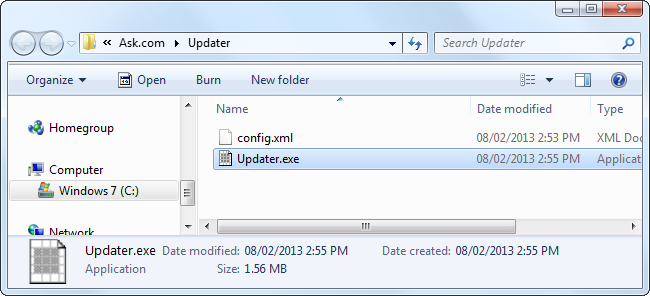 « Ask.com ▸ Updater
Search Updater
Organize ▾ Open Burn New folder
Homegroup
Computer
Windows 7 (C:)
Network
Name Date modified Type
config.xml 08/02/2013 2:53 PM XML Doc
Updater.exe 08/02/2013 2:55 PM Applicat
Updater.exe Date modified: 08/02/2013 2:55 PM Date created: 08/02/2013 2:55 PM
Application Size: 1.56 MB